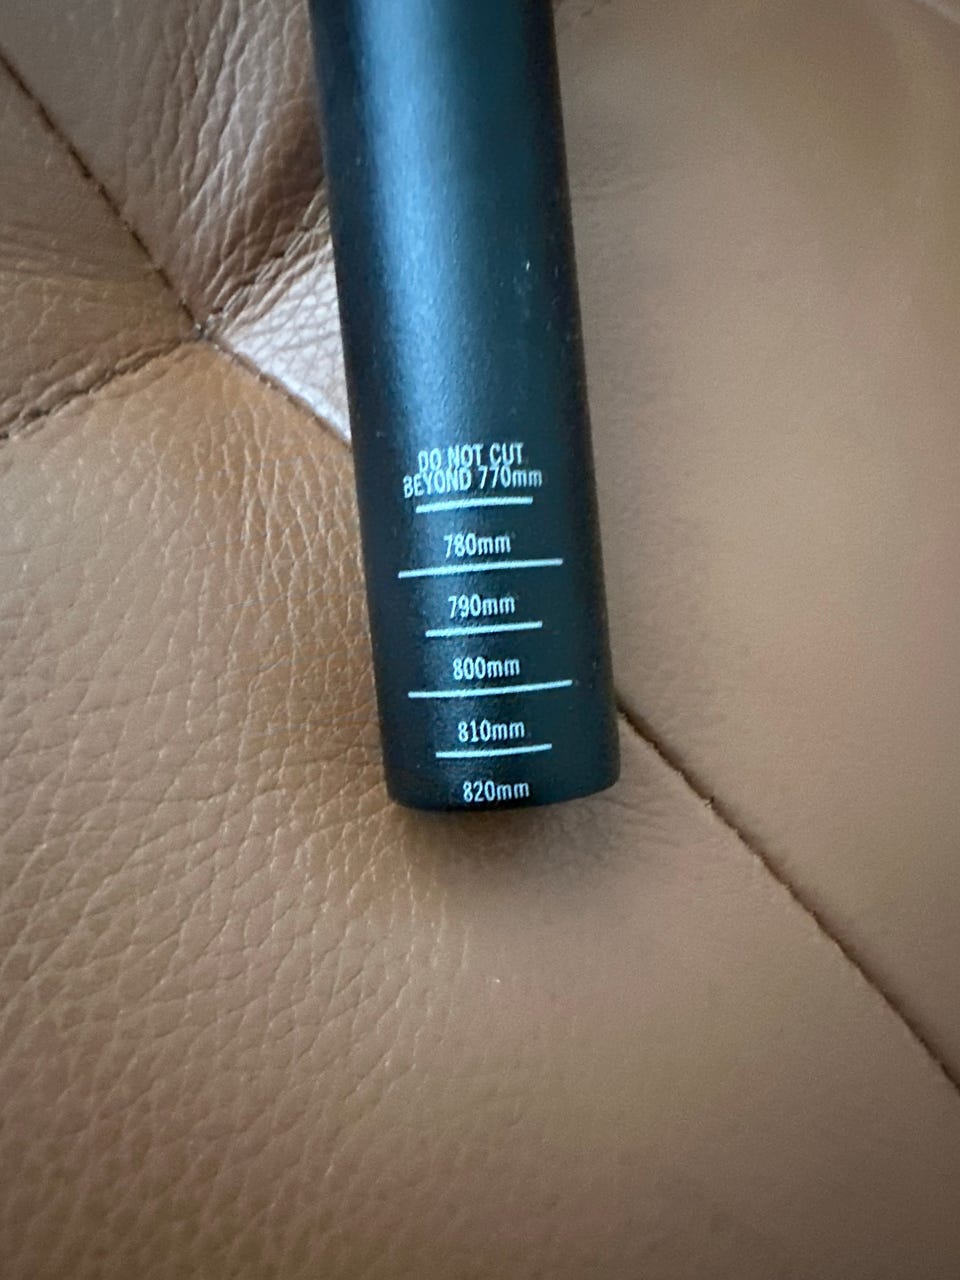 DO NOT CUT
BEYOND 770mm
780mm
790mm
800mm
810mm
820mm